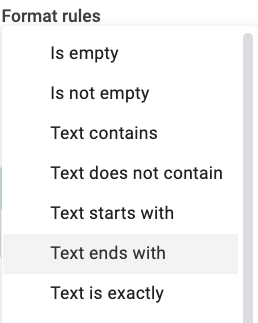 Format rules
Is empty
Is not empty
Text contains
Text does not contain
Text starts with
Text ends with
Text is exactly